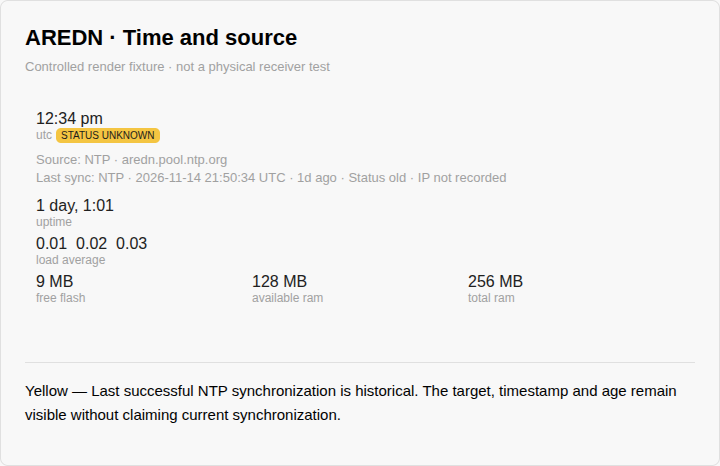 AREDN · Time and source
Controlled render fixture · not a physical receiver test
12:34 pm
utc STATUS UNKNOWN
Source: NTP · aredn.pool.ntp.org
Last sync: NTP · 2026-11-14 21:50:34 UTC · 1d ago · Status old · IP not recorded
1 day, 1:01
uptime
0.01 0.02 0.03
load average
9 MB 128 MB 256 MB
free flash available ram total ram
Yellow — Last successful NTP synchronization is historical. The target, timestamp and age remain
visible without claiming current synchronization.